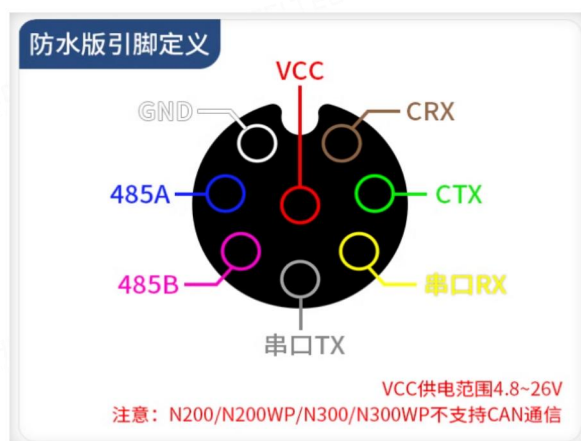 防水版引脚定义
VCC
GND
CRX
485A
CTX
485B
串口RX
串口TX
VCC供电范围4.8~26V
注意：N200/N200WP/N300/N300WP不支持CAN通信